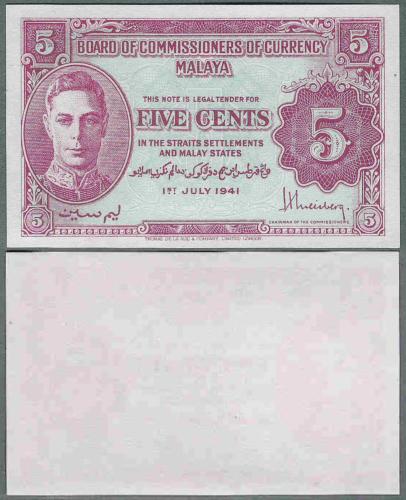 5
BOARD OF COMMISSIONERS OF CURRENCY
5
MALAYA
THIS NOTE IS LEGAL TENDER FOR
FIVE CENTS
5
IN THE STRAITS SETTLEMENTS
AND MALAY STATES
1ST JULY 1941
ليم سين
CHAIRMAN OF THE COMMISSIONERS
5
5
THOMAS DE LA RUE & COMPANY, LIMITED, LONDON.